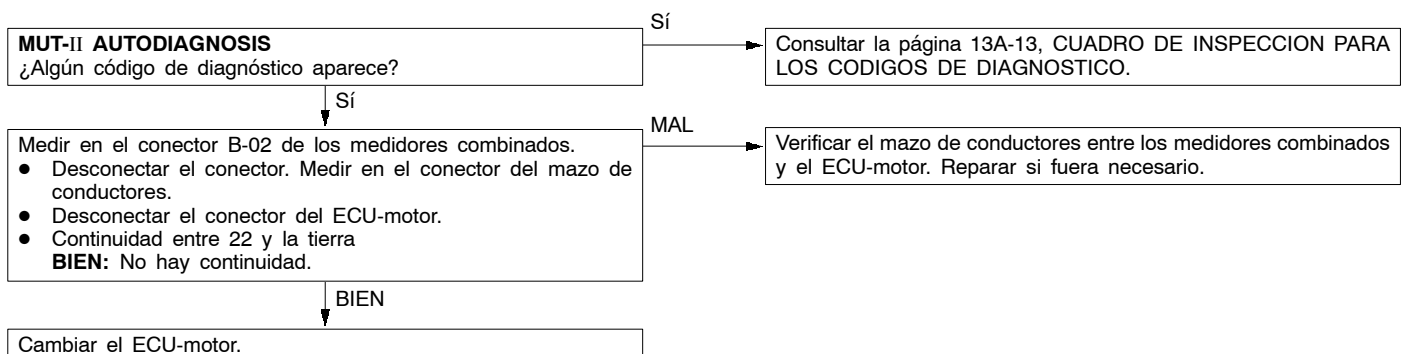 Sí
MUT-II AUTODIAGNOSIS
¿Algún código de diagnóstico aparece?
Consultar la página 13A-13, CUADRO DE INSPECCION PARA
LOS CODIGOS DE DIAGNOSTICO.
Sí
MAL
Medir en el conector B-02 de los medidores combinados.
● Desconectar el conector. Medir en el conector del mazo de
conductores.
● Desconectar el conector del ECU-motor.
● Continuidad entre 22 y la tierra
BIEN: No hay continuidad.
Verificar el mazo de conductores entre los medidores combinados
y el ECU-motor. Reparar si fuera necesario.
BIEN
Cambiar el ECU-motor.